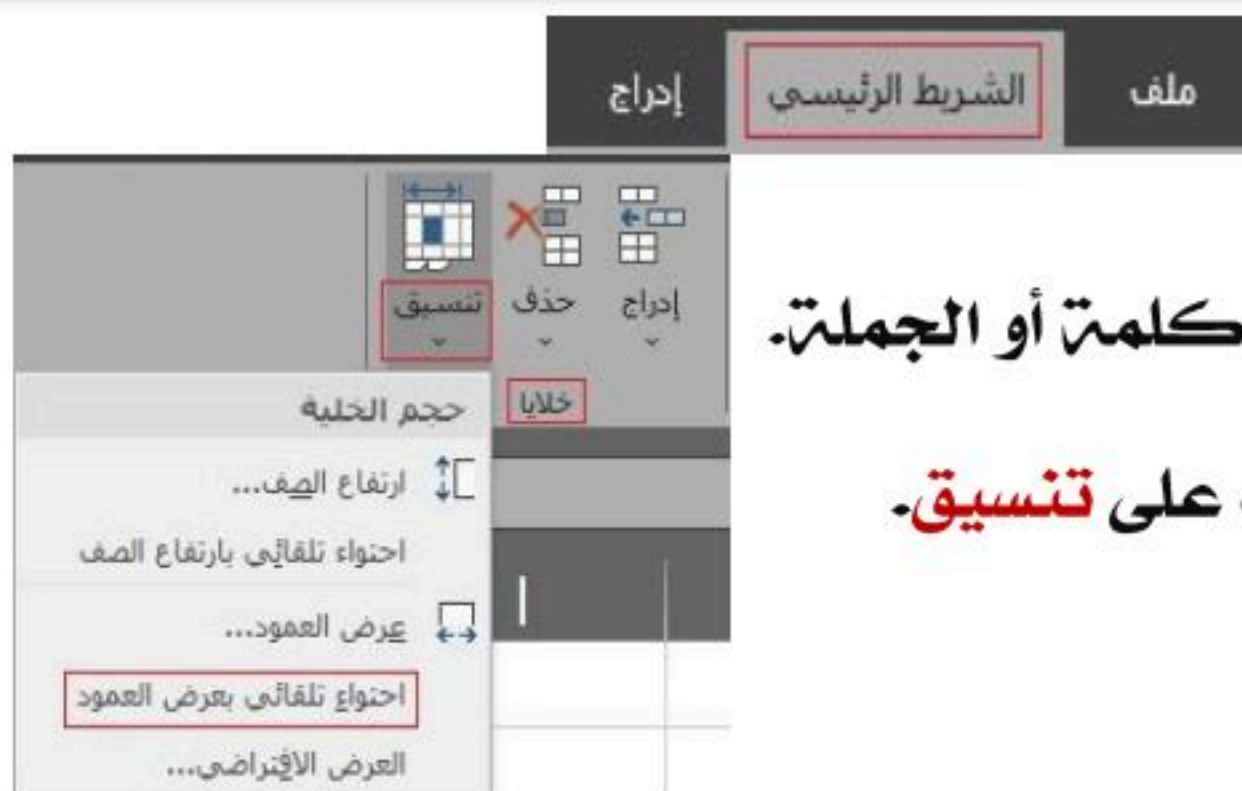 ملف الشريط الرئيسي إدراج
إدراج حذف تنسيق
خلايا
كلمة أو الجملة.
على تنسيق.
حجم الخلية
ارتفاع الصف...
احتواء تلقائي بارتفاع الصف
عرض العمود...
احتواء تلقائي بعرض العمود
العرض الافتراضي...